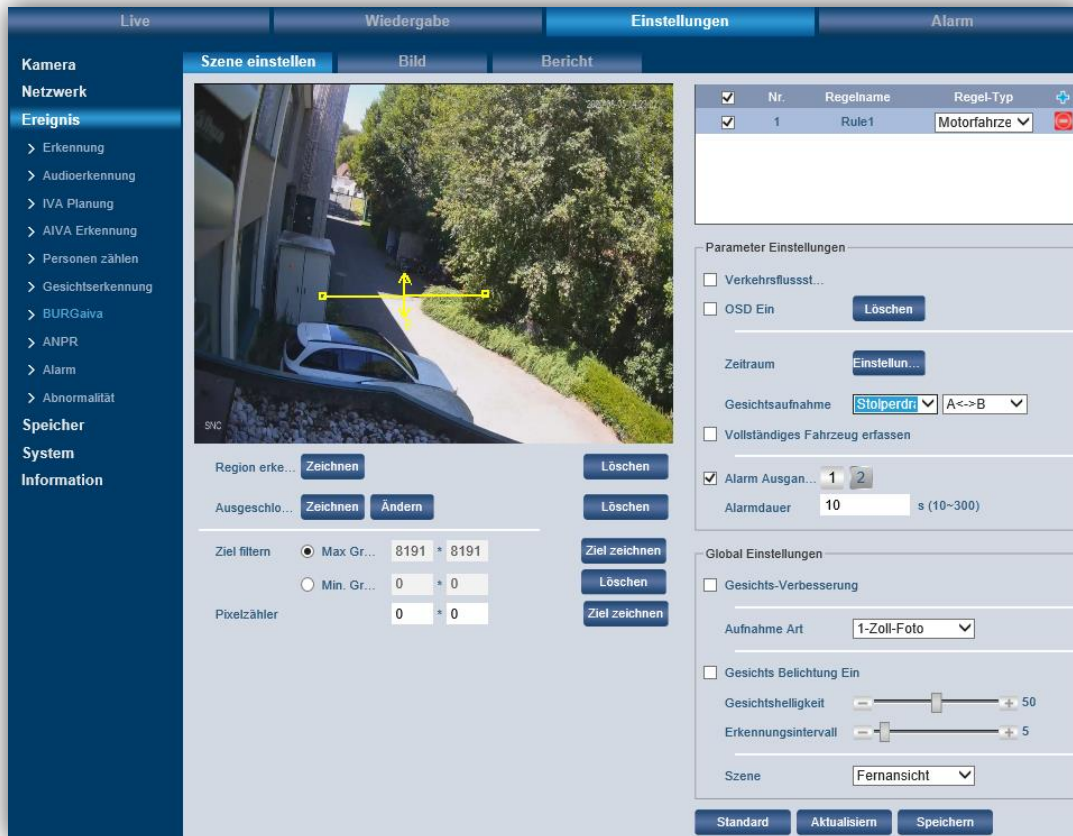 Live Wiedergabe Einstellungen Alarm
Kamera
Netzwerk
Ereignis
Erkennung
Audioerkennung
IVA Planung
AIVA Erkennung
Personen zählen
Gesichtserkennung
BURGaiva
ANPR
Alarm
Abnormalität
Speicher
System
Information
Szene einstellen Bild Bericht
SNC
Region erke... Zeichnen Löschen
Ausgeschlo... Zeichnen Ändern Löschen
Ziel filtern Max Gr... 8191 * 8191 Ziel zeichnen
Min. Gr... 0 * 0 Löschen
Pixelzähler 0 * 0 Ziel zeichnen
Nr. Regelname Regel-Typ
1 Rule1 Motorfahrze
Parameter Einstellungen
Verkehrsflussst...
OSD Ein Löschen
Zeitraum Einstellun...
Gesichtsaufnahme Stolperdra A<->B
Vollständiges Fahrzeug erfassen
Alarm Ausgan... 1 2
Alarmdauer 10 s (10~300)
Global Einstellungen
Gesichts-Verbesserung
Aufnahme Art 1-Zoll-Foto
Gesichts Belichtung Ein
Gesichtshelligkeit 50
Erkennungsintervall 5
Szene Fernansicht
Standard Aktualisiern Speichern